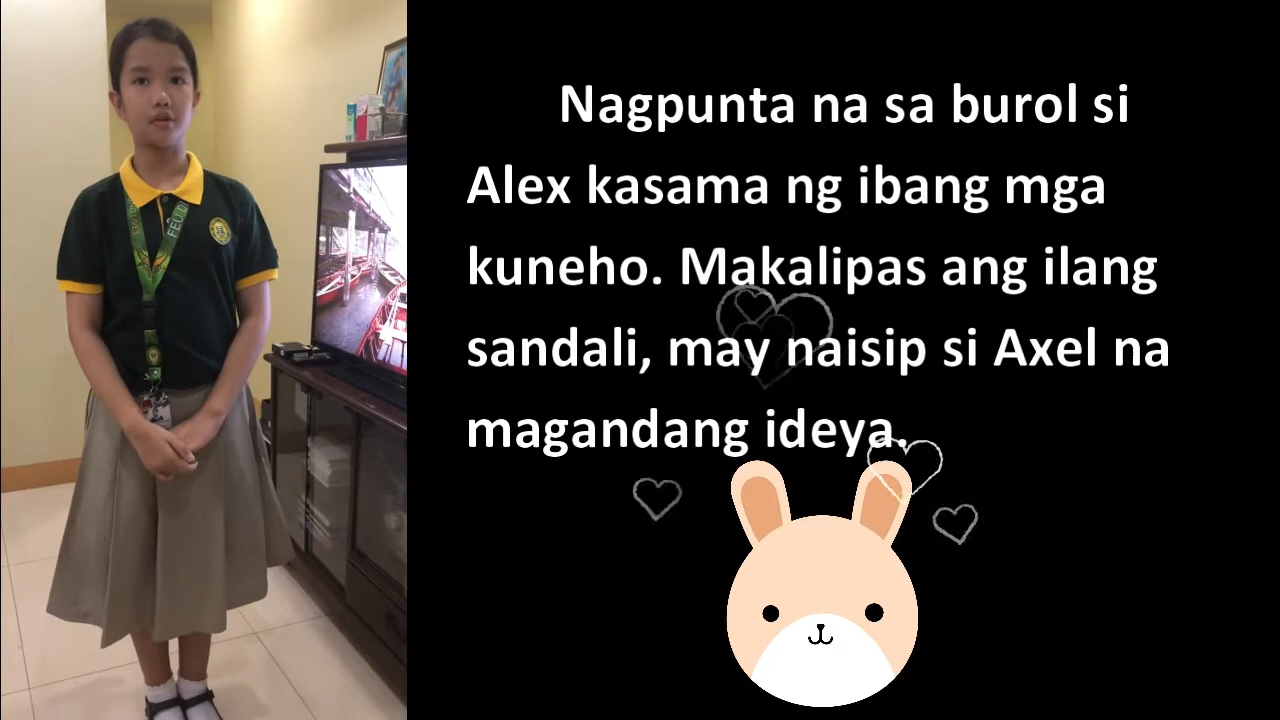 Nagpunta na sa burol si
Alex kasama ng ibang mga
kuneho. Makalipas ang ilang
sandali, may naisip si Axel na
magandang ideya.
FEU D